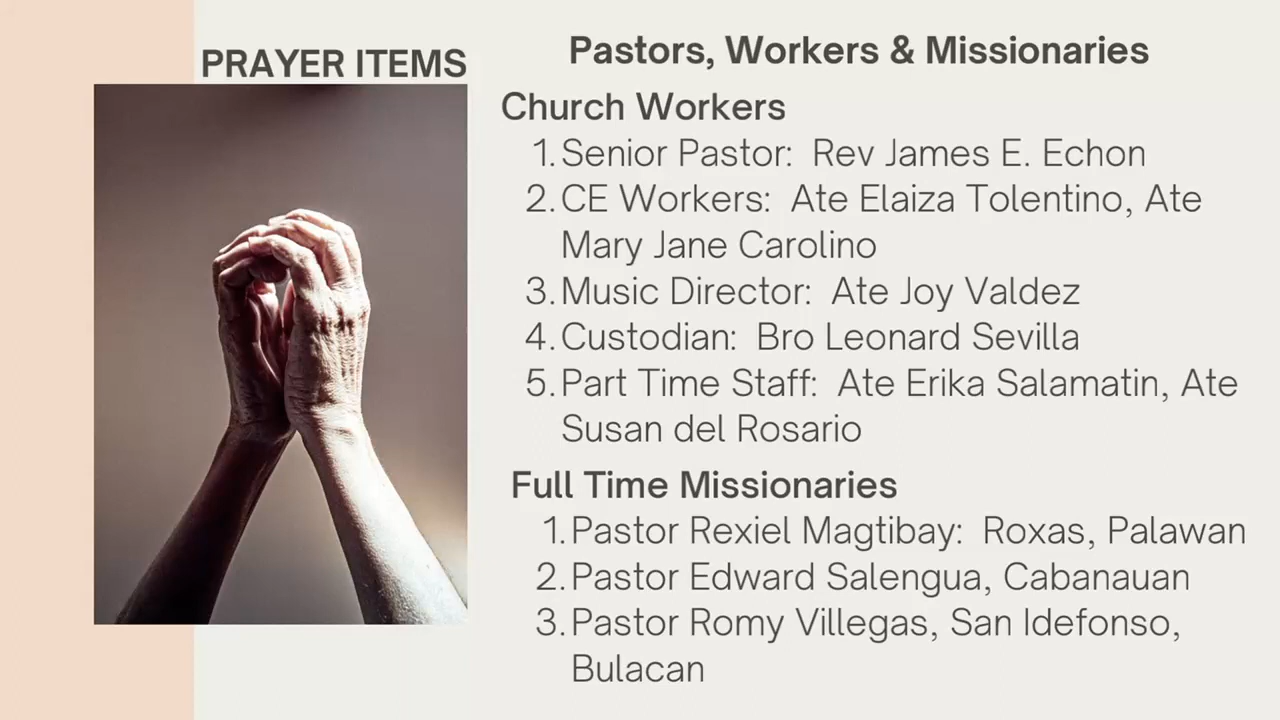 PRAYER ITEMS
Pastors, Workers & Missionaries
Church Workers
1. Senior Pastor:  Rev James E. Echon
2. CE Workers:  Ate Elaiza Tolentino, Ate
Mary Jane Carolino
3. Music Director:  Ate Joy Valdez
4. Custodian:  Bro Leonard Sevilla
5. Part Time Staff:  Ate Erika Salamatin, Ate
Susan del Rosario
Full Time Missionaries
1. Pastor Rexiel Magtibay:  Roxas, Palawan
2. Pastor Edward Salengua, Cabanauan
3. Pastor Romy Villegas, San Idefonso,
Bulacan